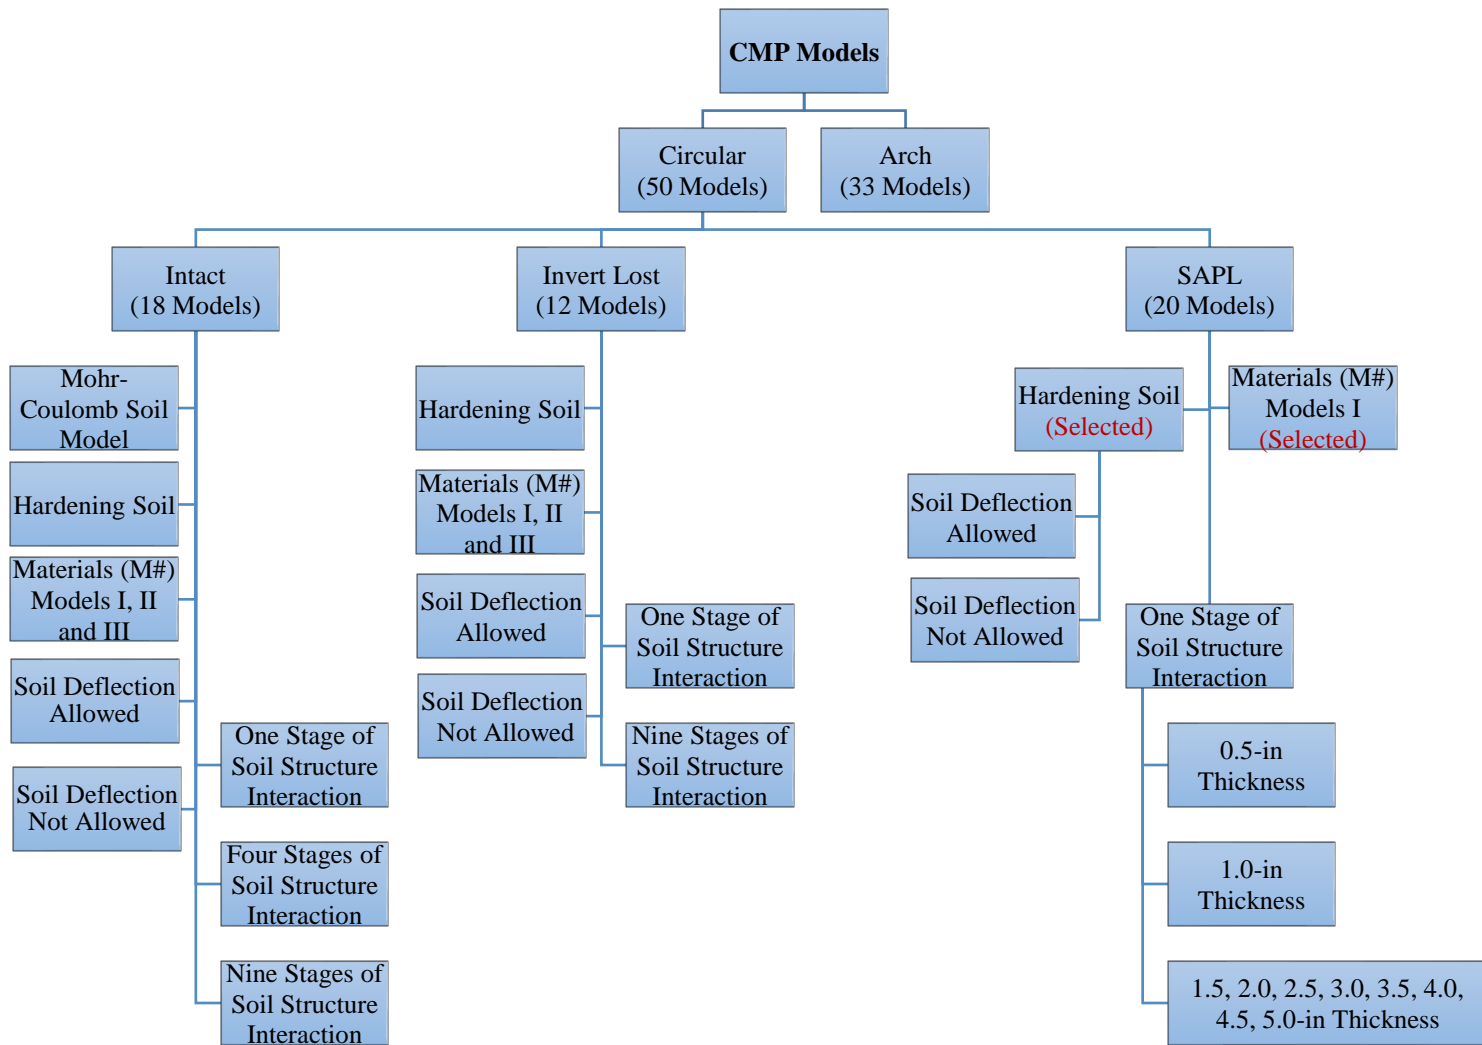 CMP Models
Circular
(50 Models)
Arch
(33 Models)
Intact
(18 Models)
Invert Lost
(12 Models)
SAPL
(20 Models)
Mohr-
Coulomb Soil
Model
Hardening Soil
Materials (M#)
Models I, II
and III
Soil Deflection
Allowed
Soil Deflection
Not Allowed
One Stage of
Soil Structure
Interaction
Four Stages of
Soil Structure
Interaction
Nine Stages of
Soil Structure
Interaction
Hardening Soil
Materials (M#)
Models I, II
and III
Soil Deflection
Allowed
Soil Deflection
Not Allowed
One Stage of
Soil Structure
Interaction
Nine Stages of
Soil Structure
Interaction
Hardening Soil
(Selected)
Materials (M#)
Models I
(Selected)
Soil Deflection
Allowed
Soil Deflection
Not Allowed
One Stage of
Soil Structure
Interaction
0.5-in
Thickness
1.0-in
Thickness
1.5, 2.0, 2.5, 3.0, 3.5, 4.0,
4.5, 5.0-in Thickness